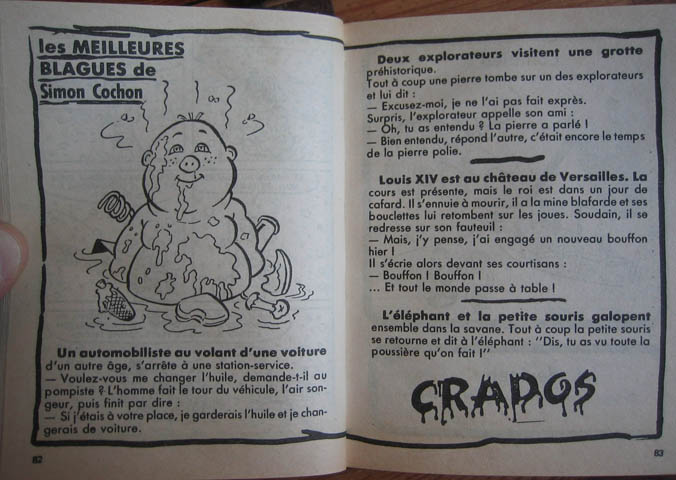 les MEILLEURES
BLAGUES de
Simon Cochon
Un automobiliste au volant d'une voiture
d'un autre âge, s'arrête à une station-service.
— Voulez-vous me changer l'huile, demande-t-il au
pompiste ? L'homme fait le tour du véhicule, l'air son-
geur, puis finit par dire :
— Si j'étais à votre place, je garderais l'huile et je chan-
gerais de voiture.
82
Deux explorateurs visitent une grotte
préhistorique.
Tout à coup une pierre tombe sur un des explorateurs
et lui dit :
— Excusez-moi, je ne l'ai pas fait exprès.
Surpris, l'explorateur appelle son ami :
— Oh, tu as entendu ? La pierre a parlé !
— Bien entendu, répond l'autre, c'était encore le temps
de la pierre polie.
Louis XIV est au château de Versailles. La
cour est présente, mais le roi est dans un jour de
cafard. Il s'ennuie à mourir, il a la mine blafarde et ses
bouclettes lui retombent sur les joues. Soudain, il se
redresse sur son fauteuil :
— Mais, j'y pense, j'ai engagé un nouveau bouffon
hier !
Il s'écrie alors devant ses courtisans :
— Bouffon ! Bouffon !
... Et tout le monde passe à table !
L'éléphant et la petite souris galopent
ensemble dans la savane. Tout à coup la petite souris
se retourne et dit à l'éléphant : "Dis, tu as vu toute la
poussière qu'on fait !"
CRADOS
83